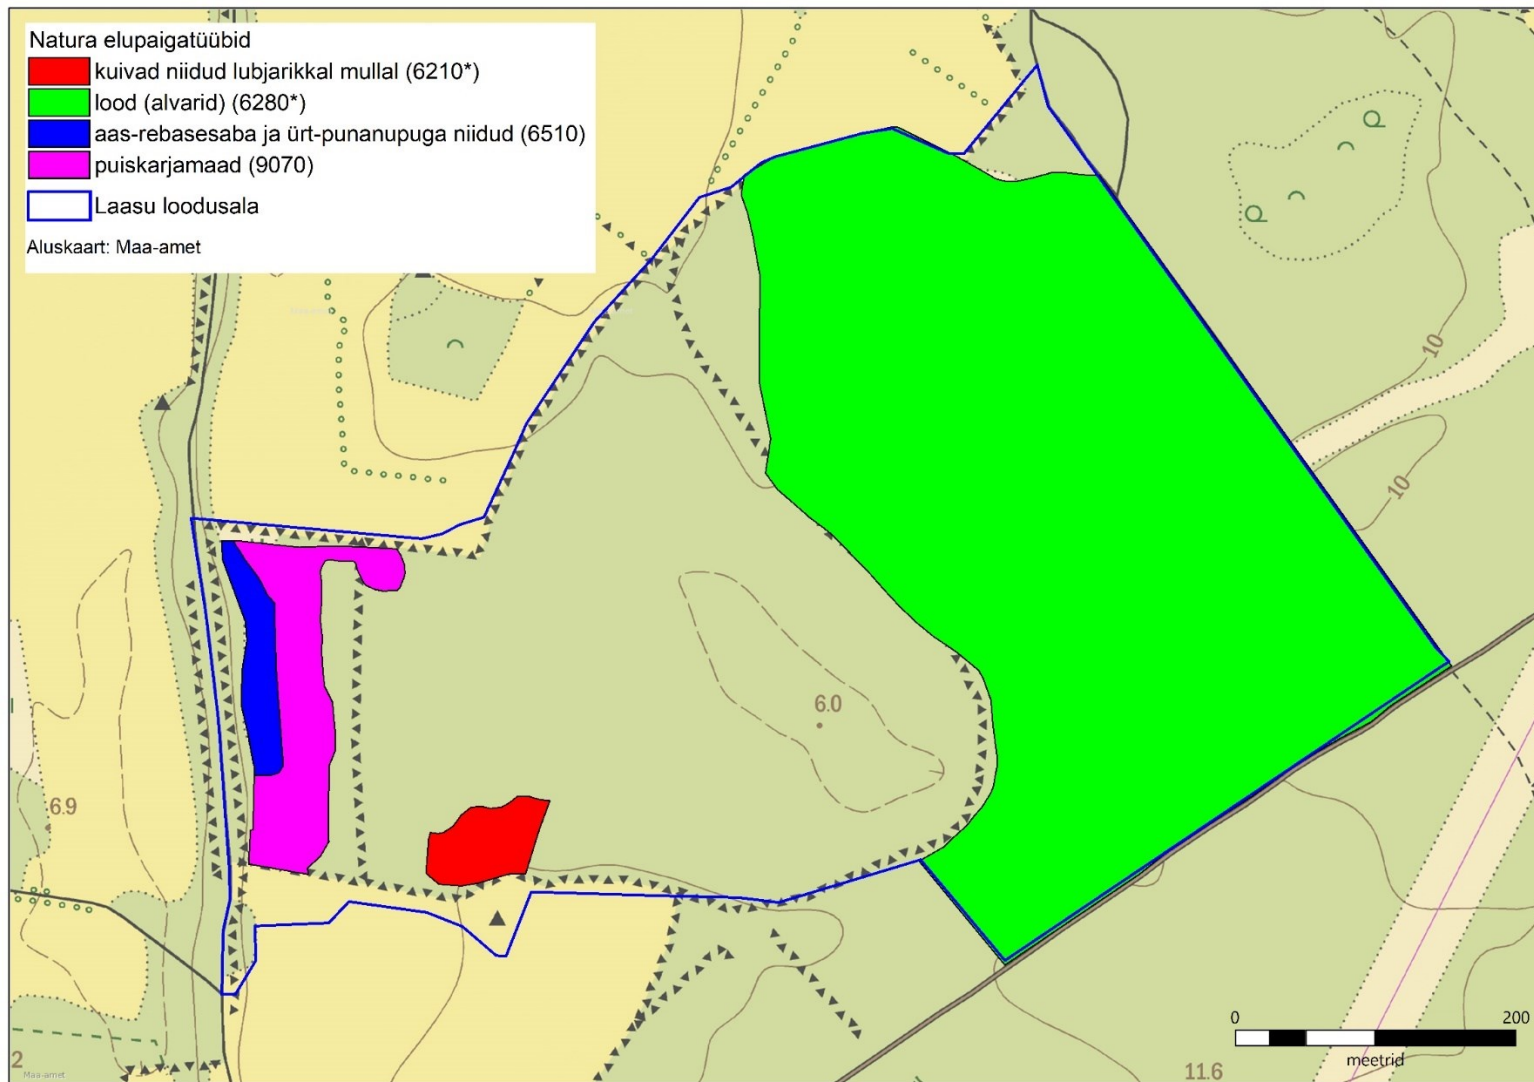 Natura elupaigatüübid
kuivad niidud lubjarikkal mullal (6210*)
lood (alvarid) (6280*)
aas-rebasesaba ja ürt-punanupuga niidud (6510)
puiskarjamaad (9070)
Laasu loodusala
Aluskaart: Maa-amet
10
10
6.0
6.9
0 200
meetrid
2
Maa-amet
11.6